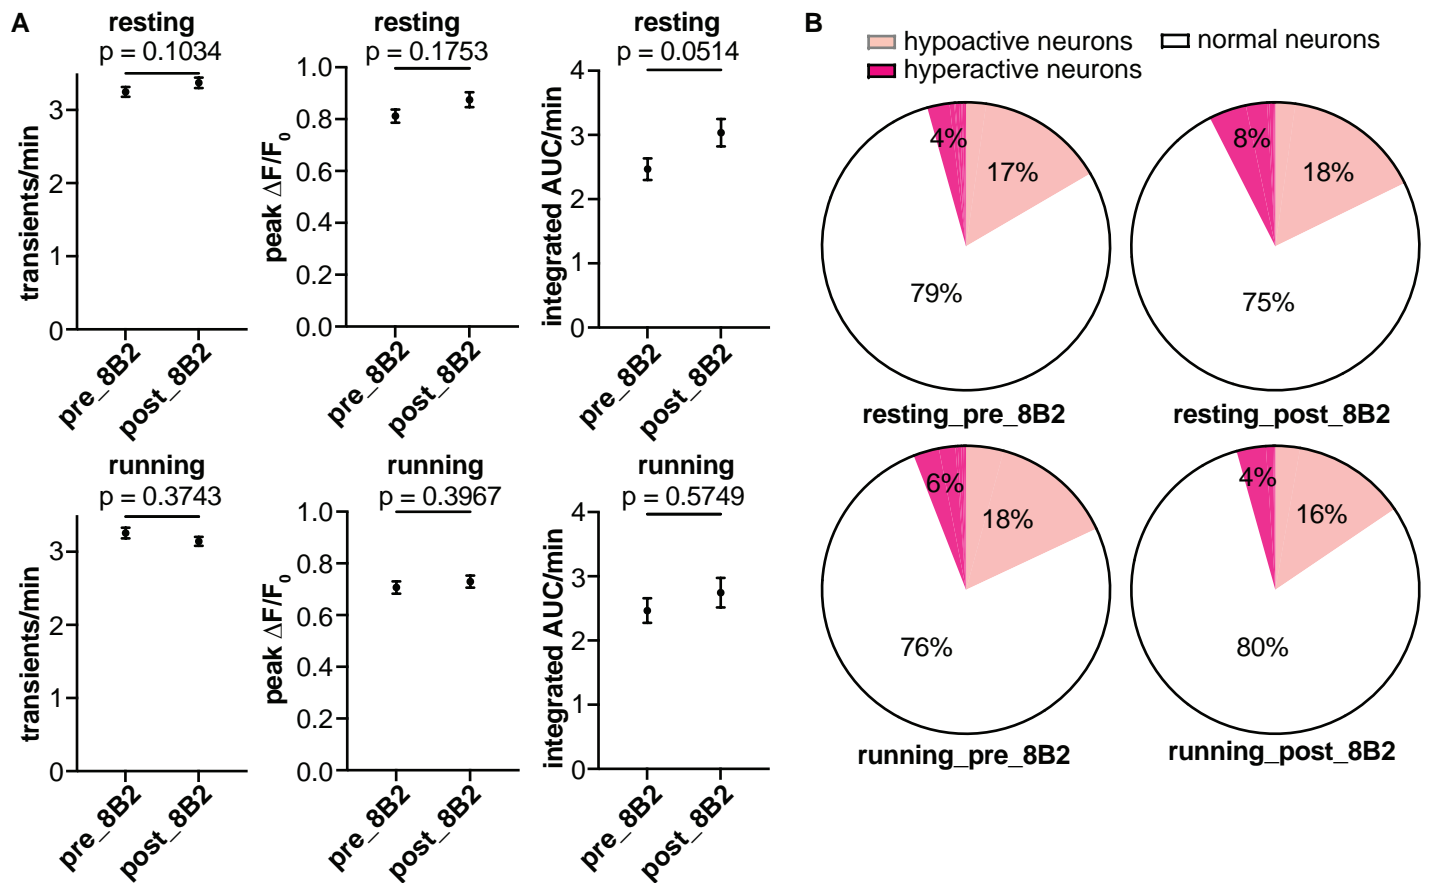 A
resting
p = 0.1034
transients/min
3
2
1
0
pre_8B2
post_8B2
resting
p = 0.1753
peak ΔF/F0
1.0
0.8
0.6
0.4
0.2
0.0
pre_8B2
post_8B2
resting
p = 0.0514
integrated AUC/min
4
3
2
1
0
pre_8B2
post_8B2
running
p = 0.3743
transients/min
3
2
1
0
pre_8B2
post_8B2
running
p = 0.3967
peak ΔF/F0
1.0
0.8
0.6
0.4
0.2
0.0
pre_8B2
post_8B2
running
p = 0.5749
integrated AUC/min
4
3
2
1
0
pre_8B2
post_8B2
B
hypoactive neurons
normal neurons
hyperactive neurons
4%
17%
79%
resting_pre_8B2
8%
18%
75%
resting_post_8B2
6%
18%
76%
running_pre_8B2
4%
16%
80%
running_post_8B2